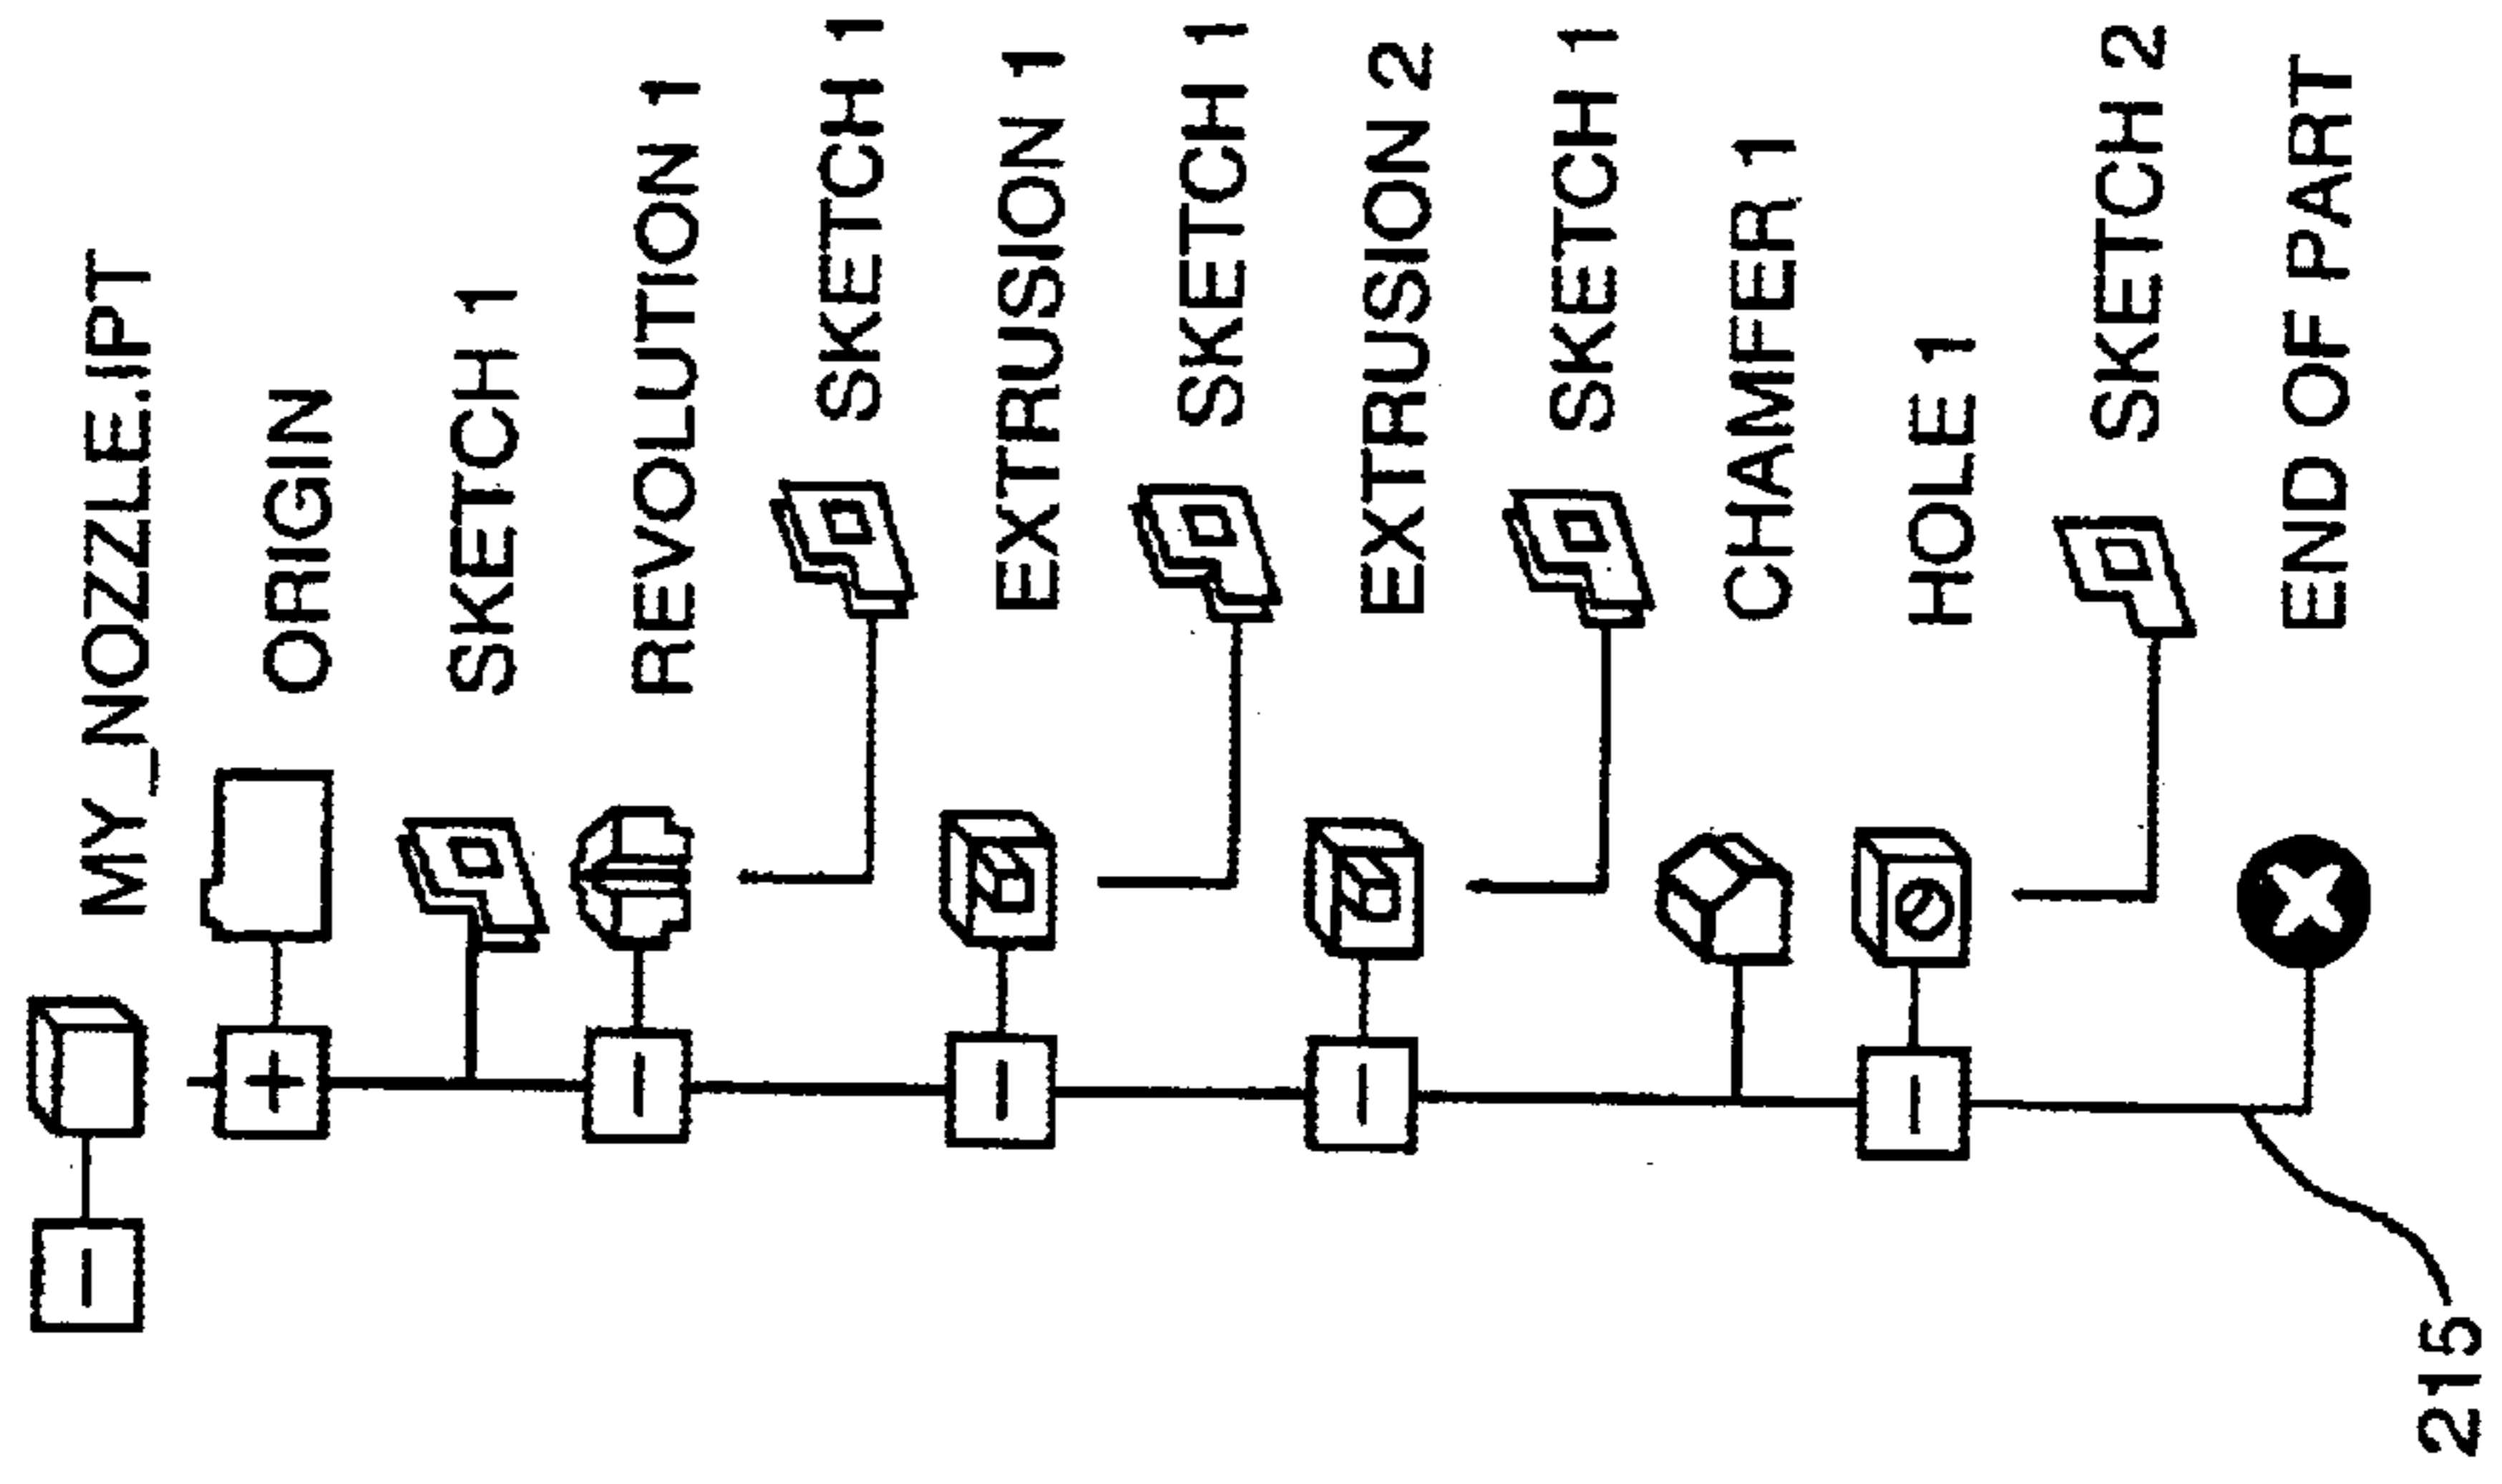 MY_NOZZLE.IPT
ORIGIN
SKETCH 1
REVOLUTION 1
SKETCH 1
EXTRUSION 1
SKETCH 1
EXTRUSION 2
SKETCH 1
CHAMFER 1
HOLE 1
SKETCH 2
END OF PART
215